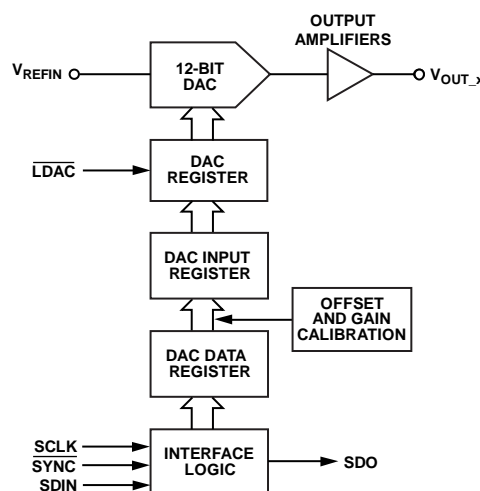 OUTPUT
AMPLIFIERS
VREFIN
12-BIT
DAC
VOUT_x
LDAC
DAC
REGISTER
DAC INPUT
REGISTER
OFFSET
AND GAIN
CALIBRATION
DAC DATA
REGISTER
SCLK
SYNC
SDIN
INTERFACE
LOGIC
SDO